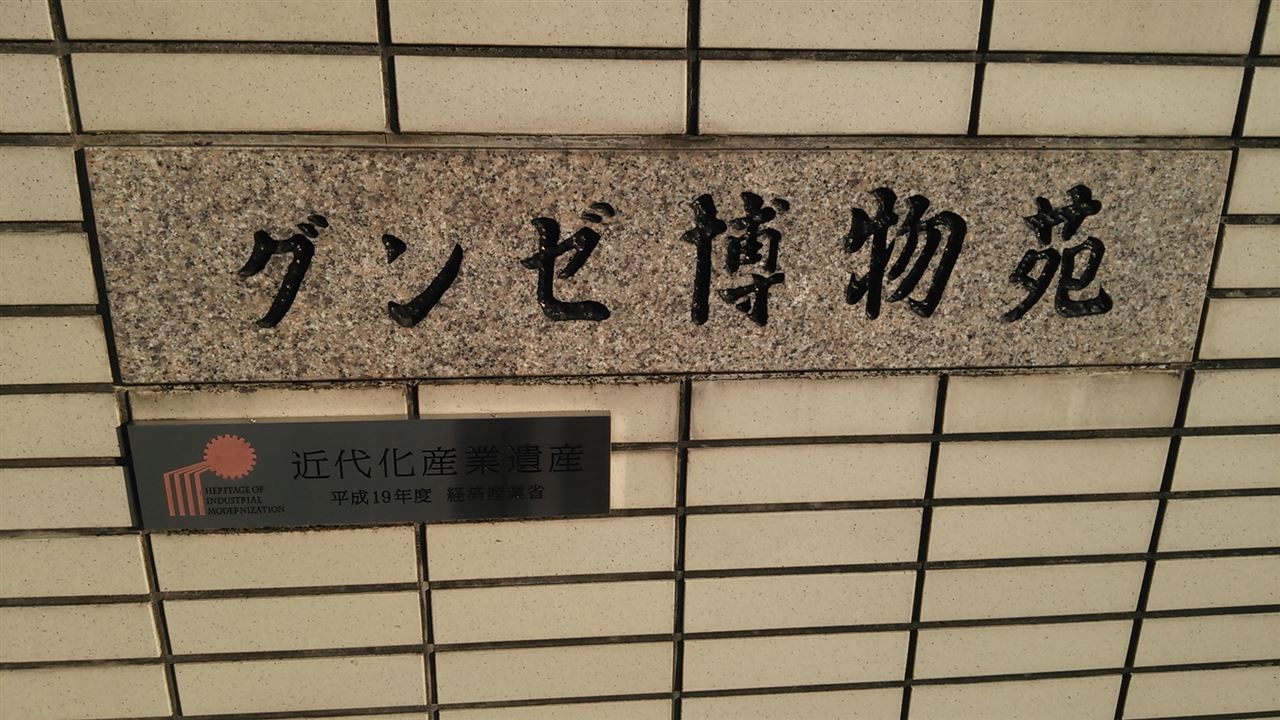 グンゼ博物苑
近代化産業遺産
平成19年度 経済産業省
HERITAGE OF
INDUSTRIAL
MODERNIZATION